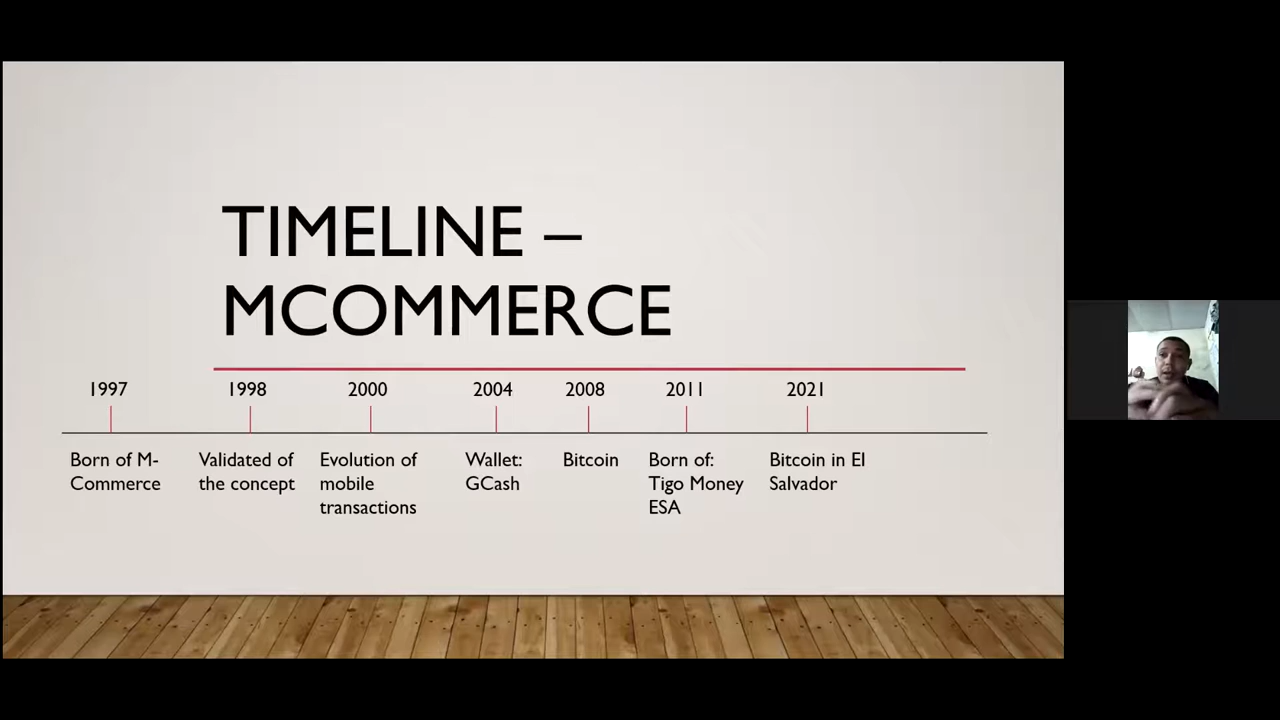 TIMELINE –
MCOMMERCE
1997
1998
2000
2004
2008
2011
2021
Born of M-
Commerce
Validated of
the concept
Evolution of
mobile
transactions
Wallet:
GCash
Bitcoin
Born of:
Tigo Money
ESA
Bitcoin in El
Salvador